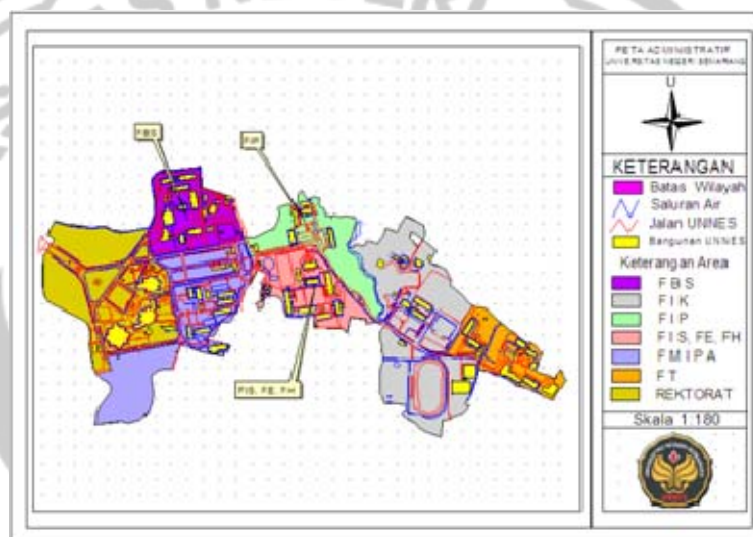 FBS
FIP
FIS, FE, FH
PETA ADMINISTRATIF
UNIVERSITAS NEGERI SEMARANG
U
KETERANGAN
Batas Wilayah
Saluran Air
Jalan UNNES
Bangunan UNNES
Keterangan Area
FBS
FIK
FIP
FIS, FE, FH
FMIPA
FT
REKTORAT
Skala 1:180